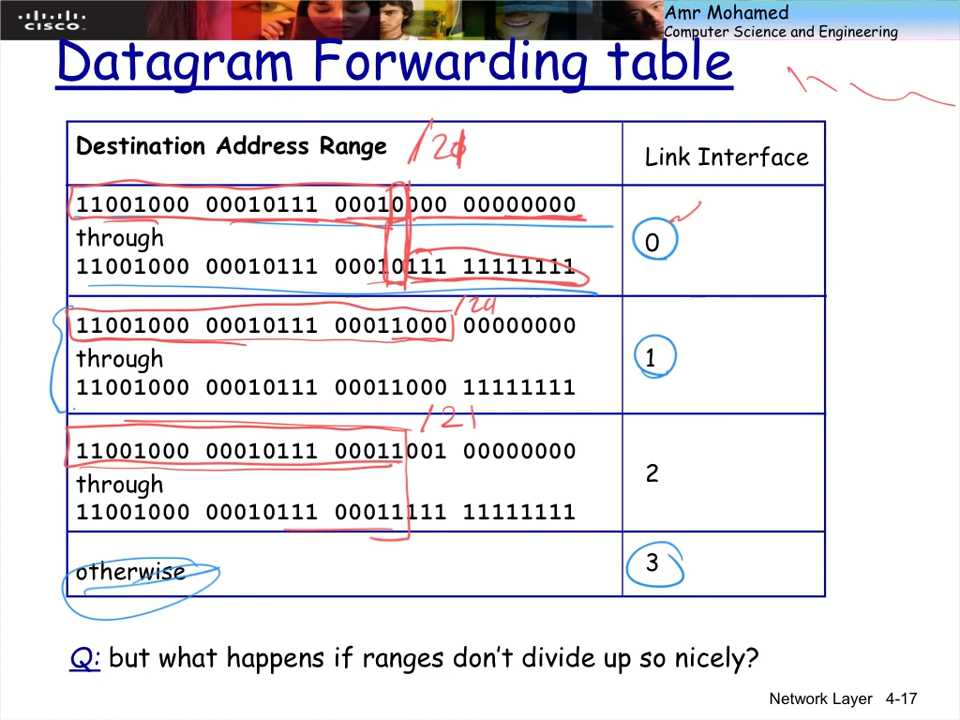 CISCO
Amr Mohamed
Computer Science and Engineering
Datagram Forwarding table
Destination Address Range
Link Interface
11001000 00010111 00010000 00000000
through
11001000 00010111 00010111 11111111
0
11001000 00010111 00011000 00000000
/24
through
11001000 00010111 00011000 11111111
1
/21
11001000 00010111 00011001 00000000
through
11001000 00010111 00011111 11111111
2
otherwise
3
Q: but what happens if ranges don't divide up so nicely?
Network Layer 4-17